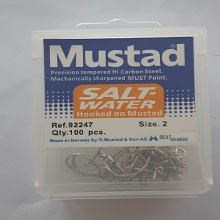 Mustad
Precision tempered Hi Carbon Steel.
Mechanically sharpened MUST Point.
SALT-
WATER
Hooked on Mustad
Ref.92247 Size. 2
Qty.100 pcs.
Made in Norway by O.Mustad & Son AS